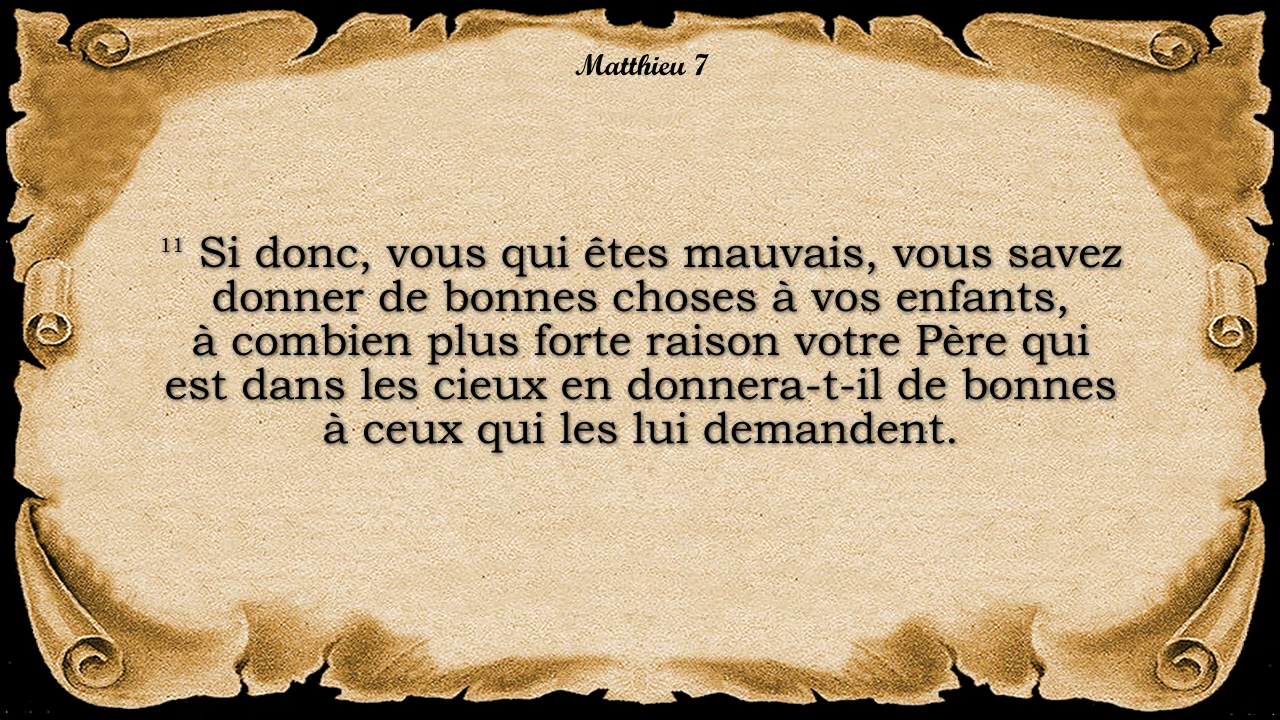 Matthieu 7
11 Si donc, vous qui êtes mauvais, vous savez
donner de bonnes choses à vos enfants,
à combien plus forte raison votre Père qui
est dans les cieux en donnera-t-il de bonnes
à ceux qui les lui demandent.